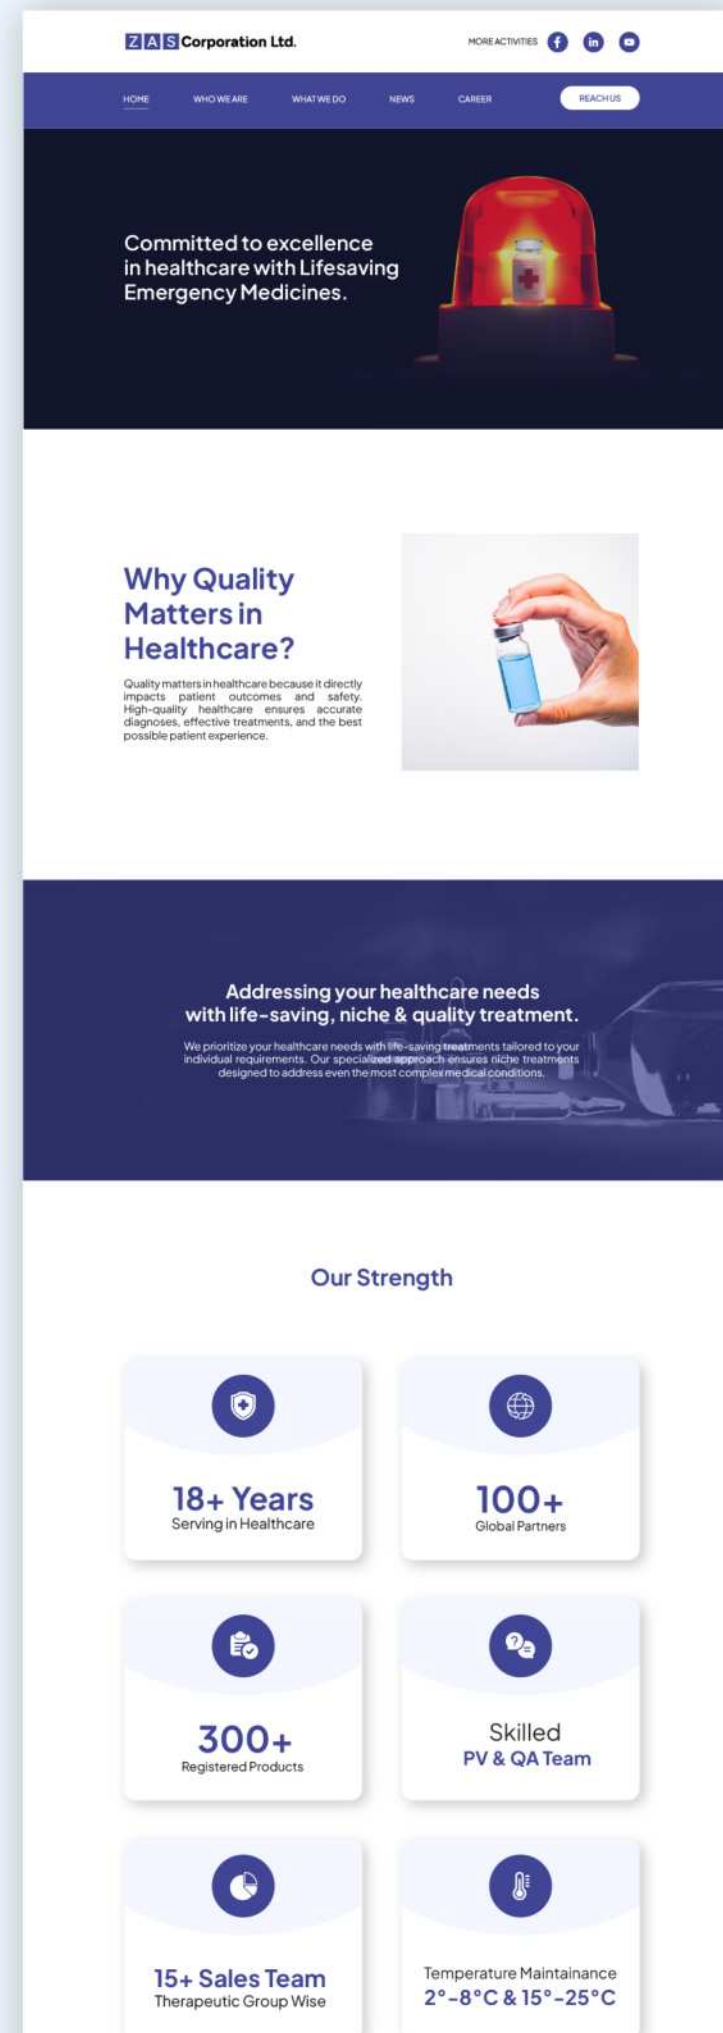 ZAS Corporation Ltd.
MORE ACTIVITIES
HOME WHO WE ARE WHAT WE DO NEWS CAREER REACH US
Committed to excellence
in healthcare with Lifesaving
Emergency Medicines.
Why Quality
Matters in
Healthcare?
Quality matters in healthcare because it directly
impacts patient outcomes and safety.
High-quality healthcare ensures accurate
diagnoses, effective treatments, and the best
possible patient experience.
Addressing your healthcare needs
with life-saving, niche & quality treatment.
We prioritize your healthcare needs with life-saving treatments tailored to your
individual requirements. Our specialized approach ensures niche treatments
designed to address even the most complex medical conditions.
Our Strength
18+ Years
Serving in Healthcare
100+
Global Partners
300+
Registered Products
Skilled
PV & QA Team
15+ Sales Team
Therapeutic Group Wise
Temperature Maintainance
2°-8°C & 15°-25°C